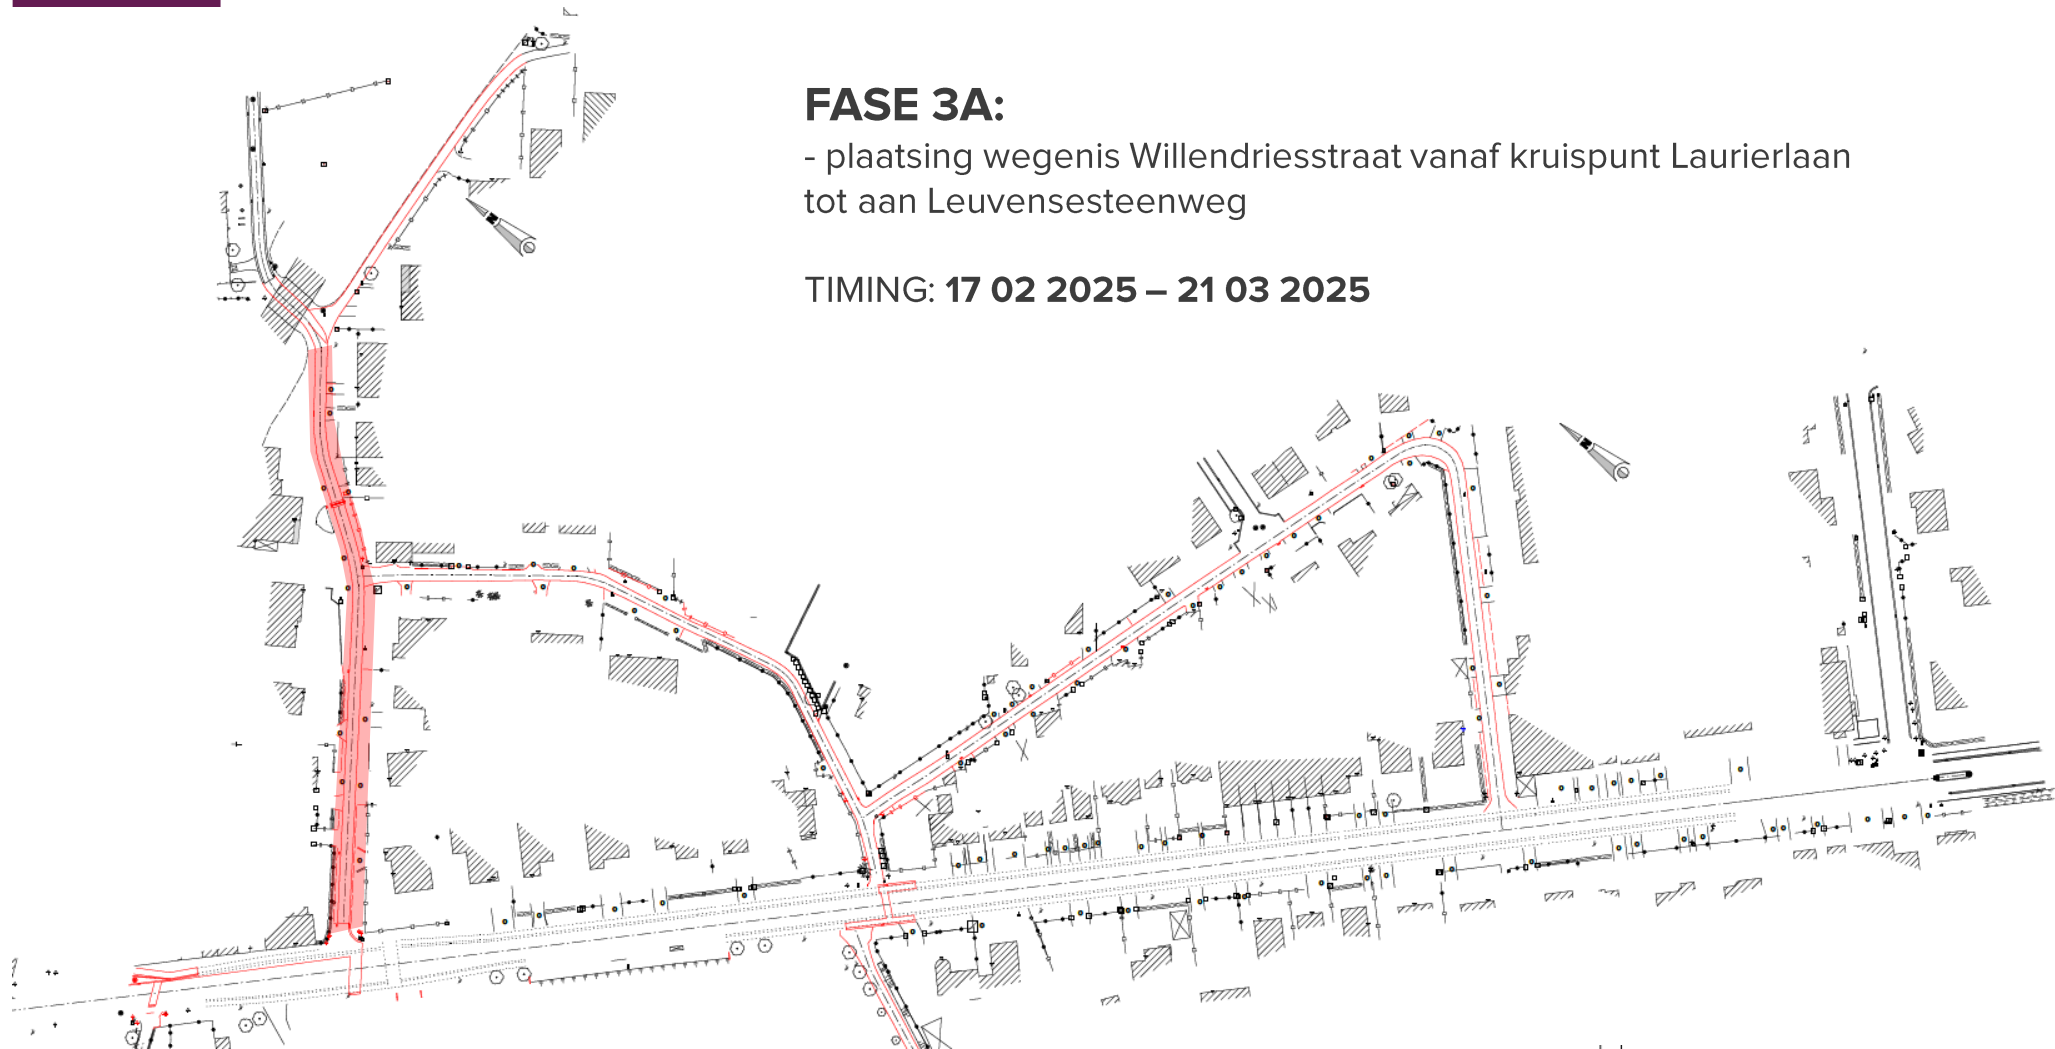 FASE 3A:
- plaatsing wegenis Willendriesstraat vanaf kruispunt Laurierlaan
tot aan Leuvensesteenweg
TIMING: 17 02 2025 – 21 03 2025
N
N